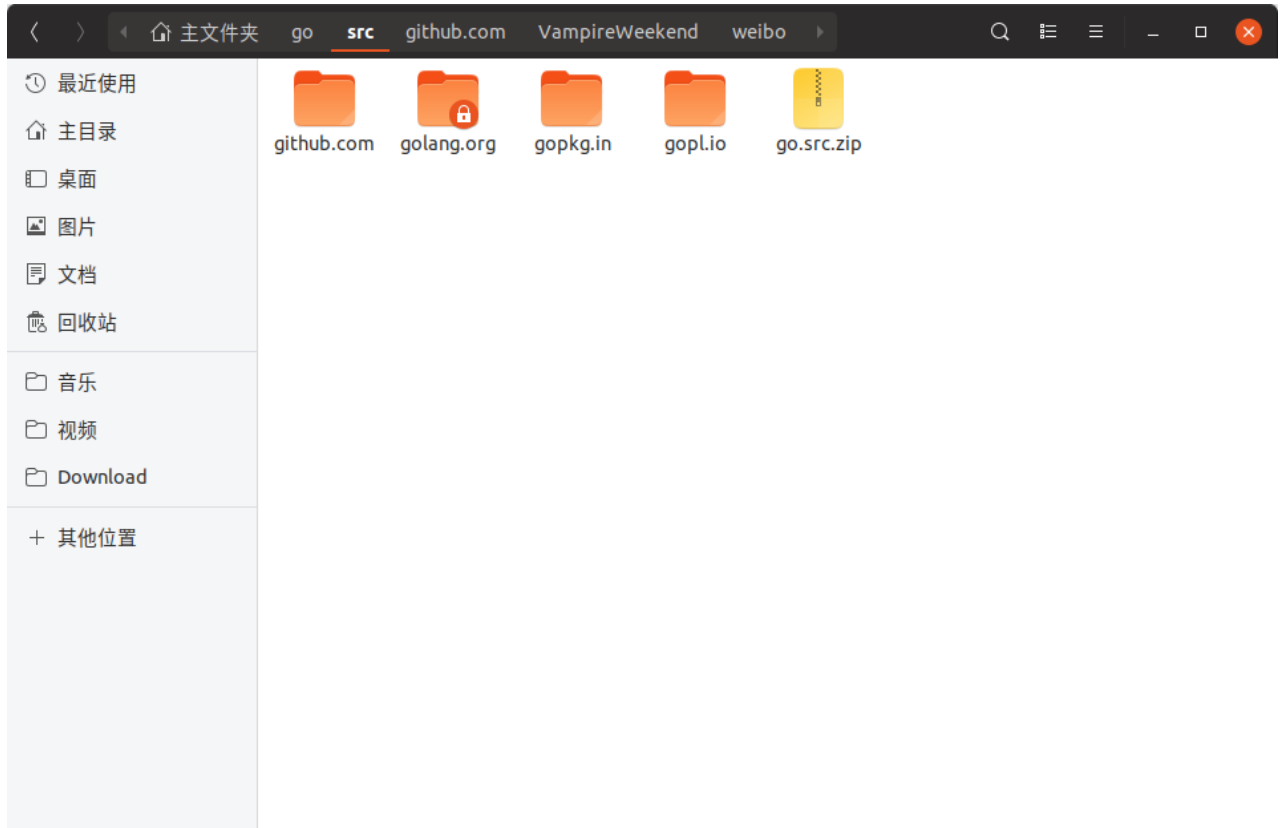 主文件夹 go src github.com VampireWeekend weibo
最近使用
主目录
桌面
图片
文档
回收站
音乐
视频
Download
其他位置
github.com golang.org gopkg.in gopl.io go.src.zip